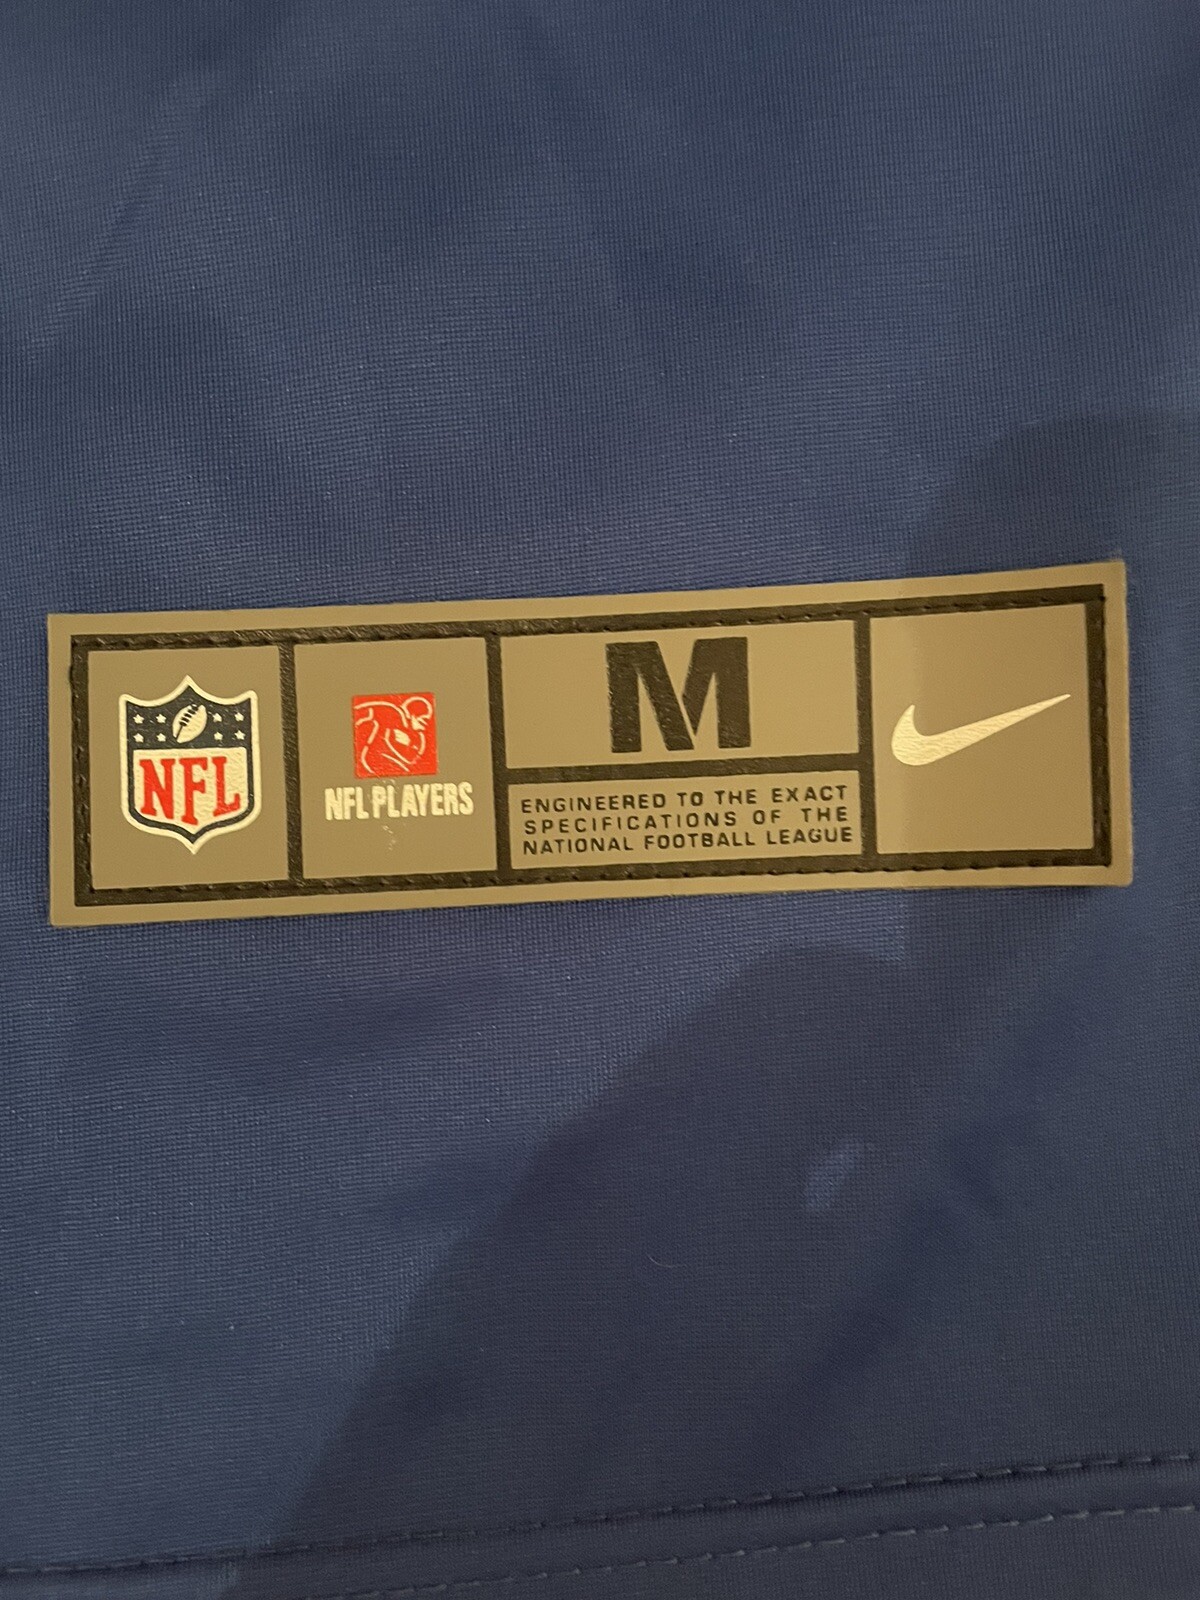 NFL
NFL PLAYERS
M
ENGINEERED TO THE EXACT
SPECIFICATIONS OF THE
NATIONAL FOOTBALL LEAGUE